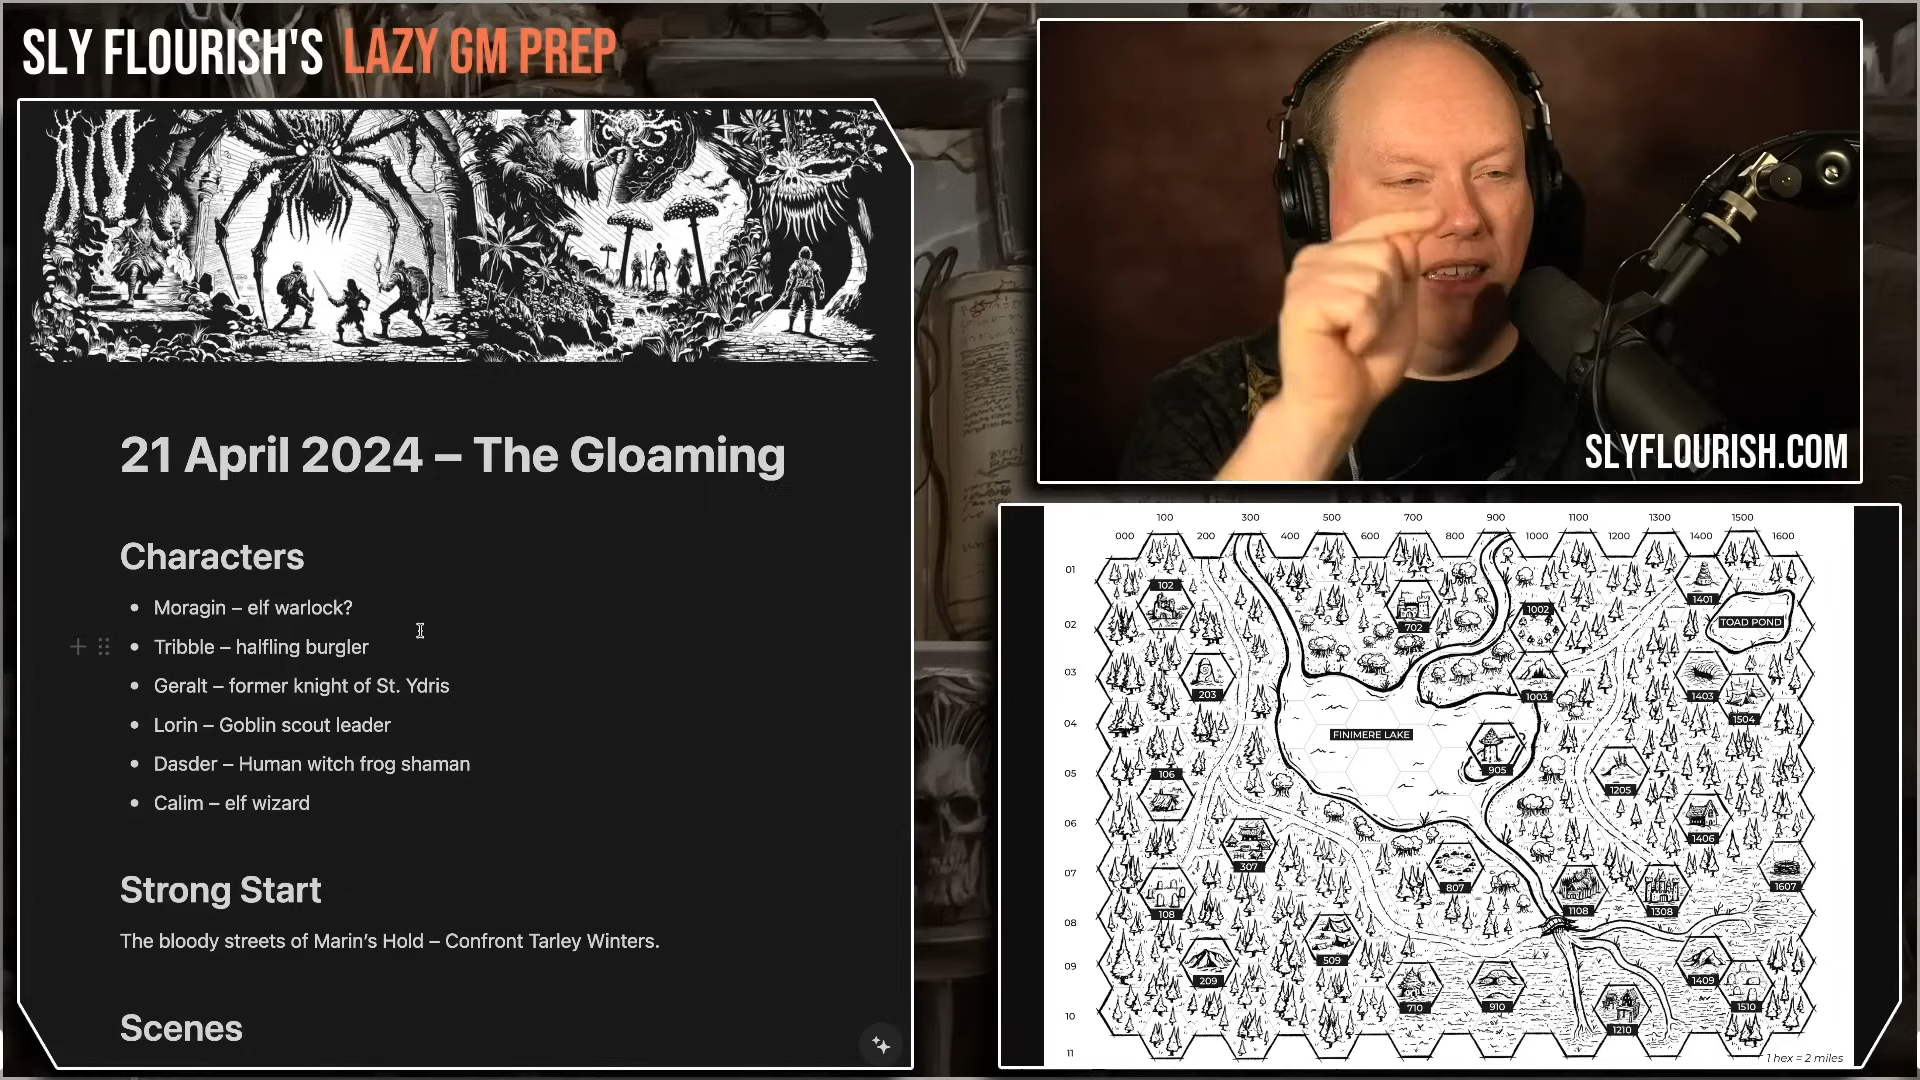 SLY FLOURISH'S LAZY GM PREP
21 April 2024 – The Gloaming
Characters
• Moragin – elf warlock?
• Tribble – halfling burgler
• Geralt – former knight of St. Ydris
• Lorin – Goblin scout leader
• Dasder – Human witch frog shaman
• Calim – elf wizard
Strong Start
The bloody streets of Marin's Hold – Confront Tarley Winters.
Scenes
SLYFLOURISH.COM
100 300 500 700 900 1100 1300 1500
000 200 400 600 800 1000 1200 1400 1600
01
102
1401
02
702
1002
TOAD POND
03
203
1003
1403
04
1504
FINIMERE LAKE
05
106
905
1205
06
307
1406
07
108
807
1108
1308
1607
08
509
09
209
710
910
1409
1510
10
1210
11
1 hex = 2 miles